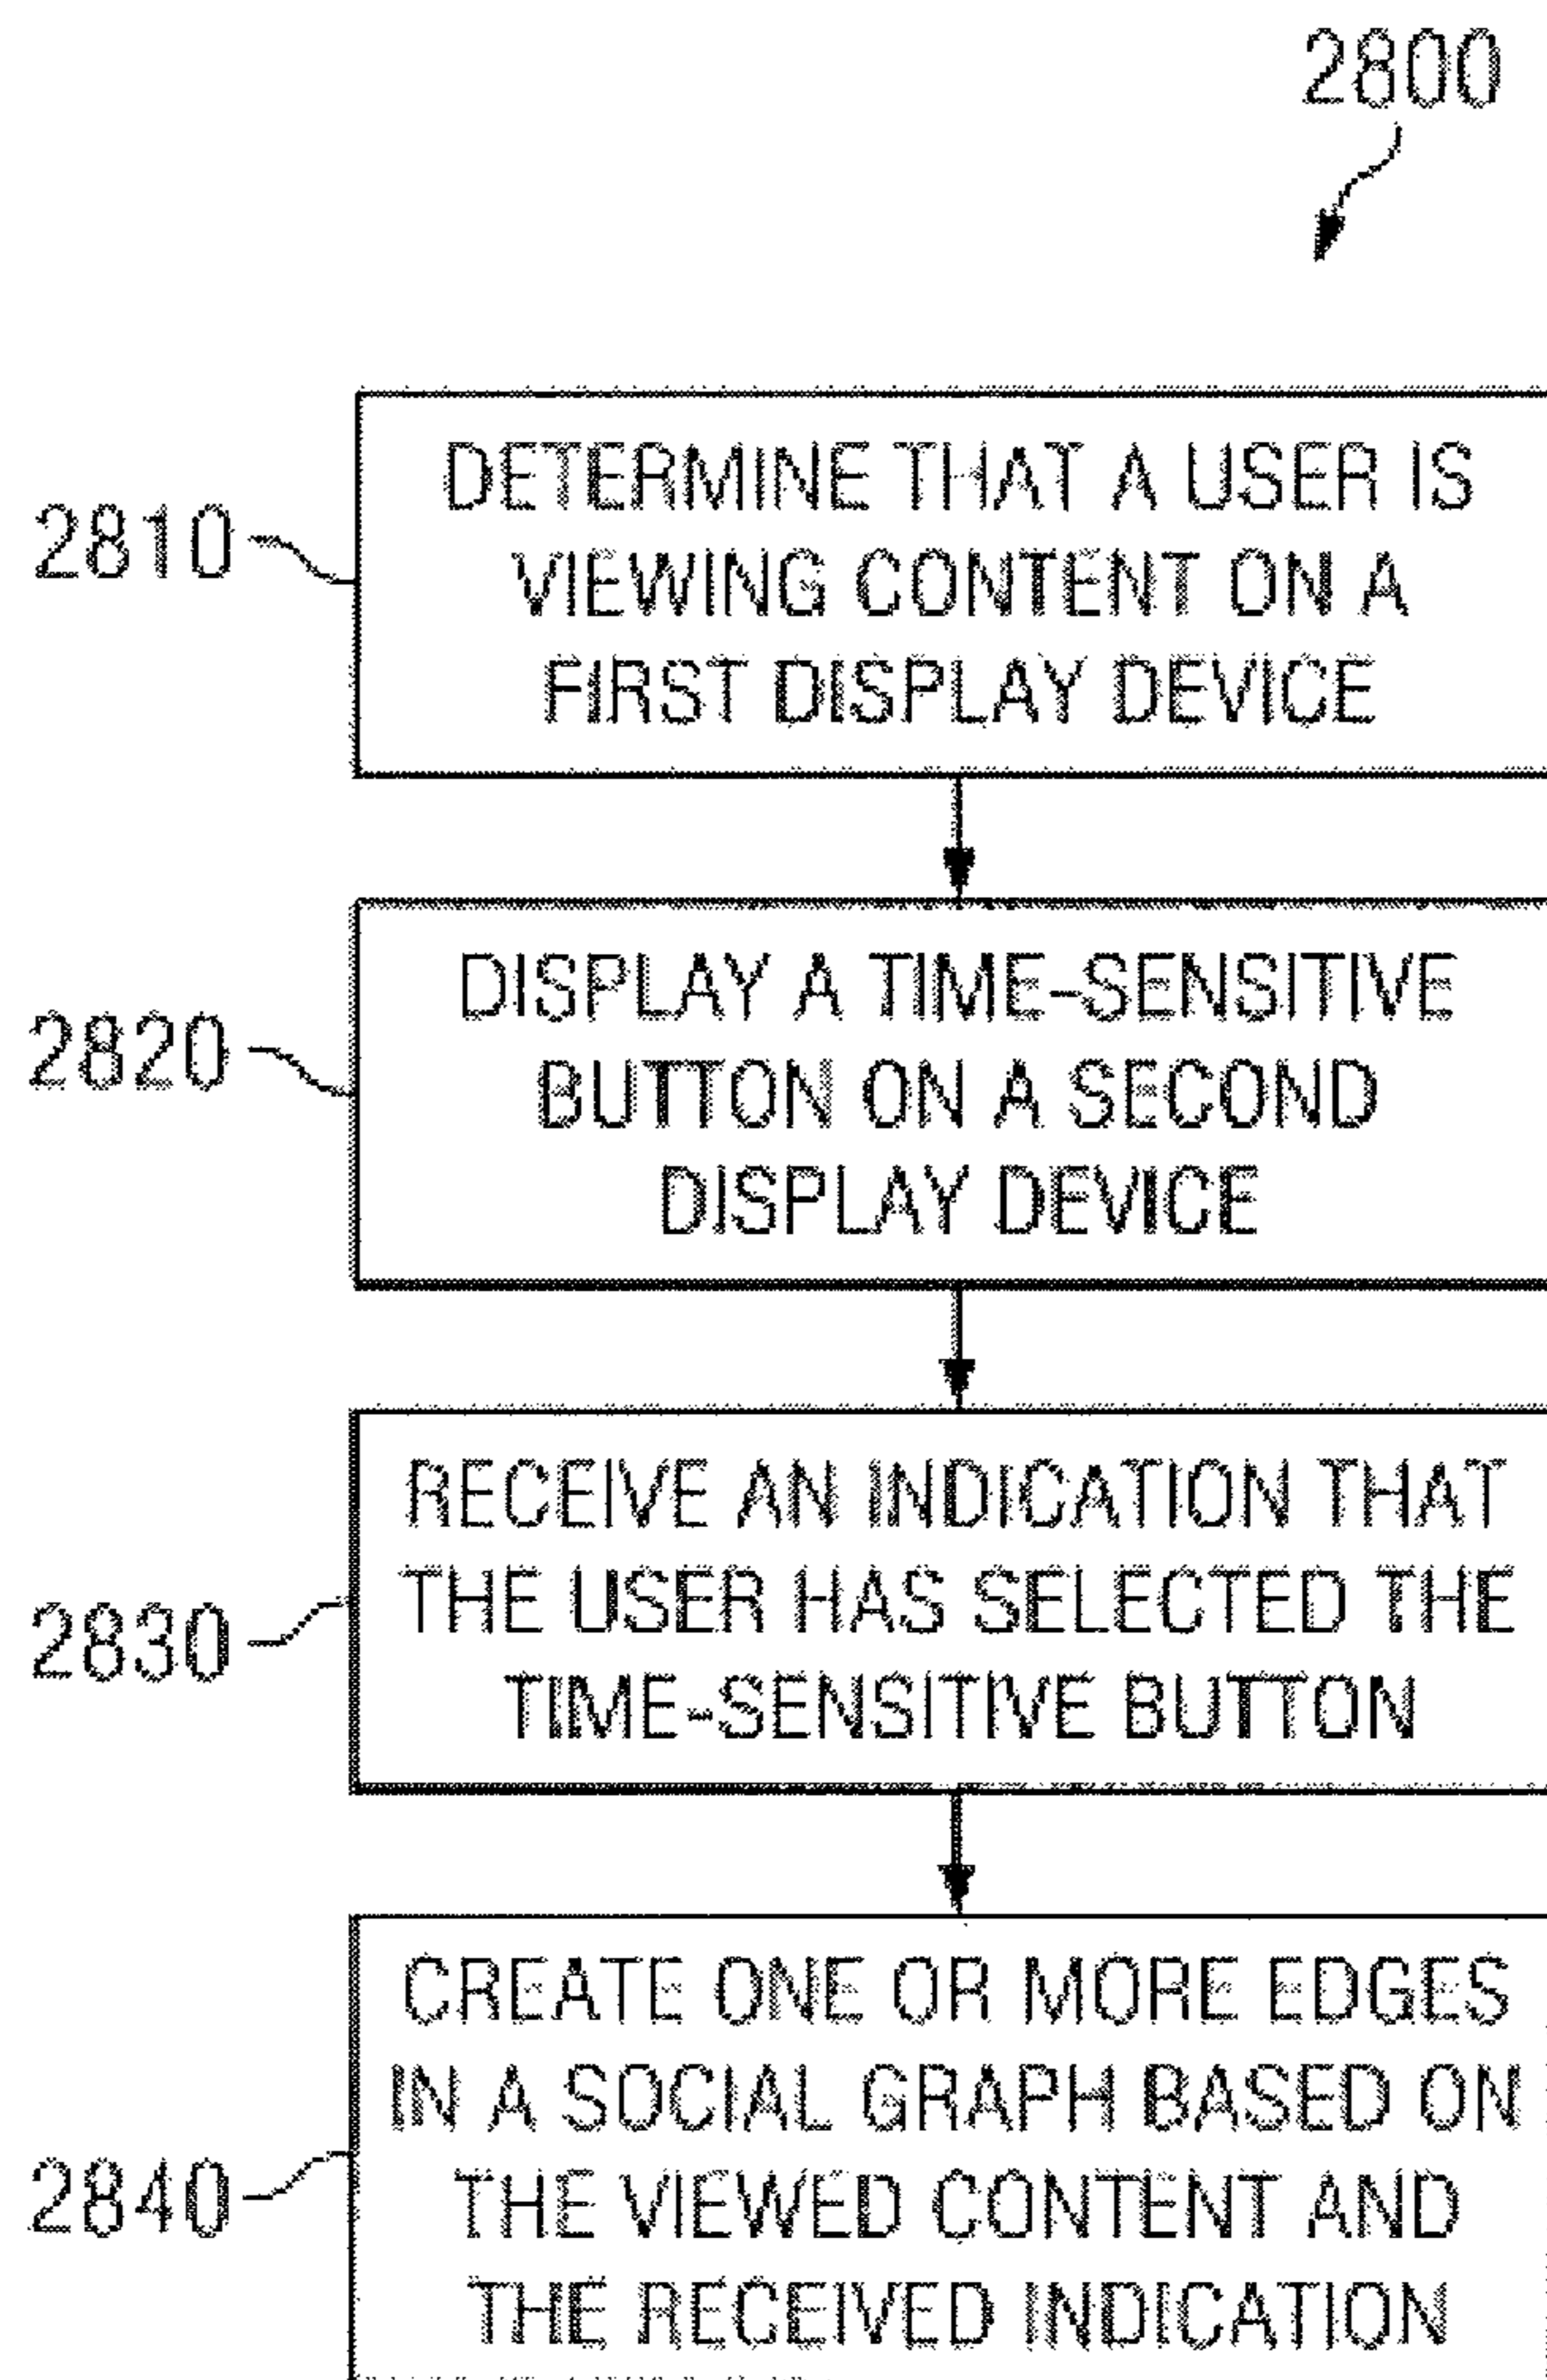 2800
2810
DETERMINE THAT A USER IS
VIEWING CONTENT ON A
FIRST DISPLAY DEVICE
2820
DISPLAY A TIME-SENSITIVE
BUTTON ON A SECOND
DISPLAY DEVICE
2830
RECEIVE AN INDICATION THAT
THE USER HAS SELECTED THE
TIME-SENSITIVE BUTTON
2840
CREATE ONE OR MORE EDGES
IN A SOCIAL GRAPH BASED ON
THE VIEWED CONTENT AND
THE RECEIVED INDICATION